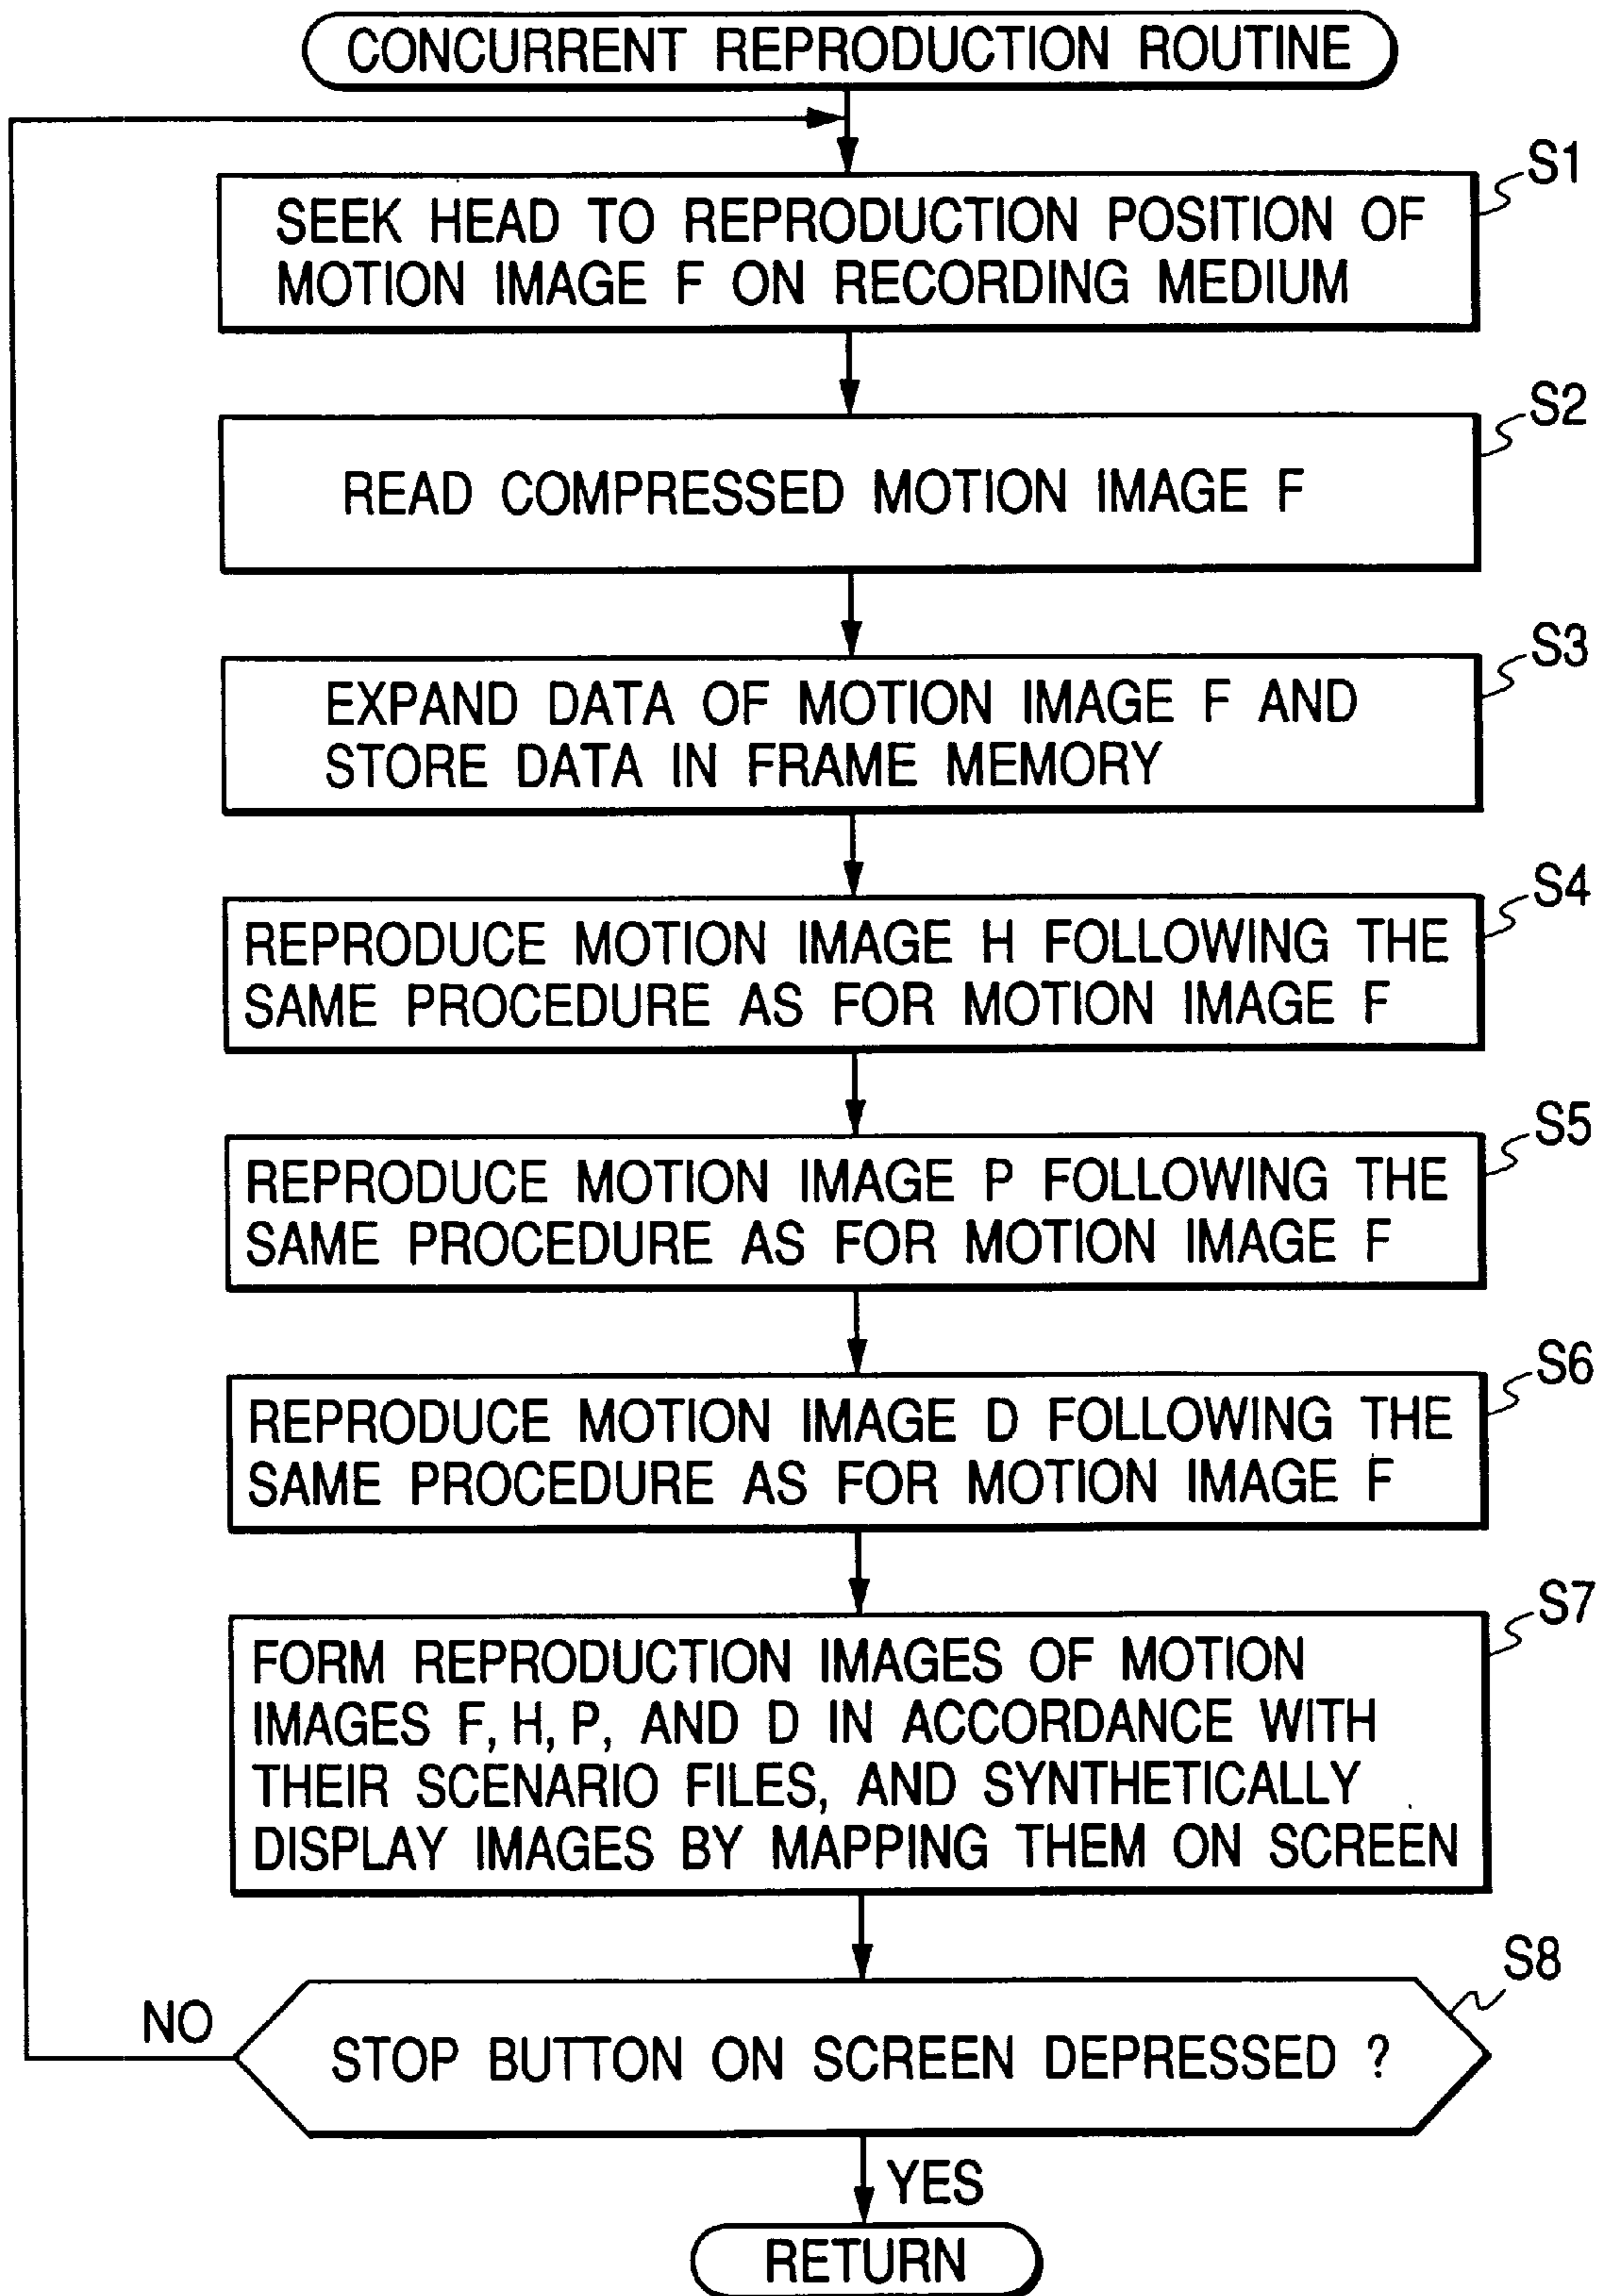 CONCURRENT REPRODUCTION ROUTINE
S1
SEEK HEAD TO REPRODUCTION POSITION OF
MOTION IMAGE F ON RECORDING MEDIUM
S2
READ COMPRESSED MOTION IMAGE F
S3
EXPAND DATA OF MOTION IMAGE F AND
STORE DATA IN FRAME MEMORY
S4
REPRODUCE MOTION IMAGE H FOLLOWING THE
SAME PROCEDURE AS FOR MOTION IMAGE F
S5
REPRODUCE MOTION IMAGE P FOLLOWING THE
SAME PROCEDURE AS FOR MOTION IMAGE F
S6
REPRODUCE MOTION IMAGE D FOLLOWING THE
SAME PROCEDURE AS FOR MOTION IMAGE F
S7
FORM REPRODUCTION IMAGES OF MOTION
IMAGES F, H, P, AND D IN ACCORDANCE WITH
THEIR SCENARIO FILES, AND SYNTHETICALLY
DISPLAY IMAGES BY MAPPING THEM ON SCREEN
S8
NO
STOP BUTTON ON SCREEN DEPRESSED ?
YES
RETURN